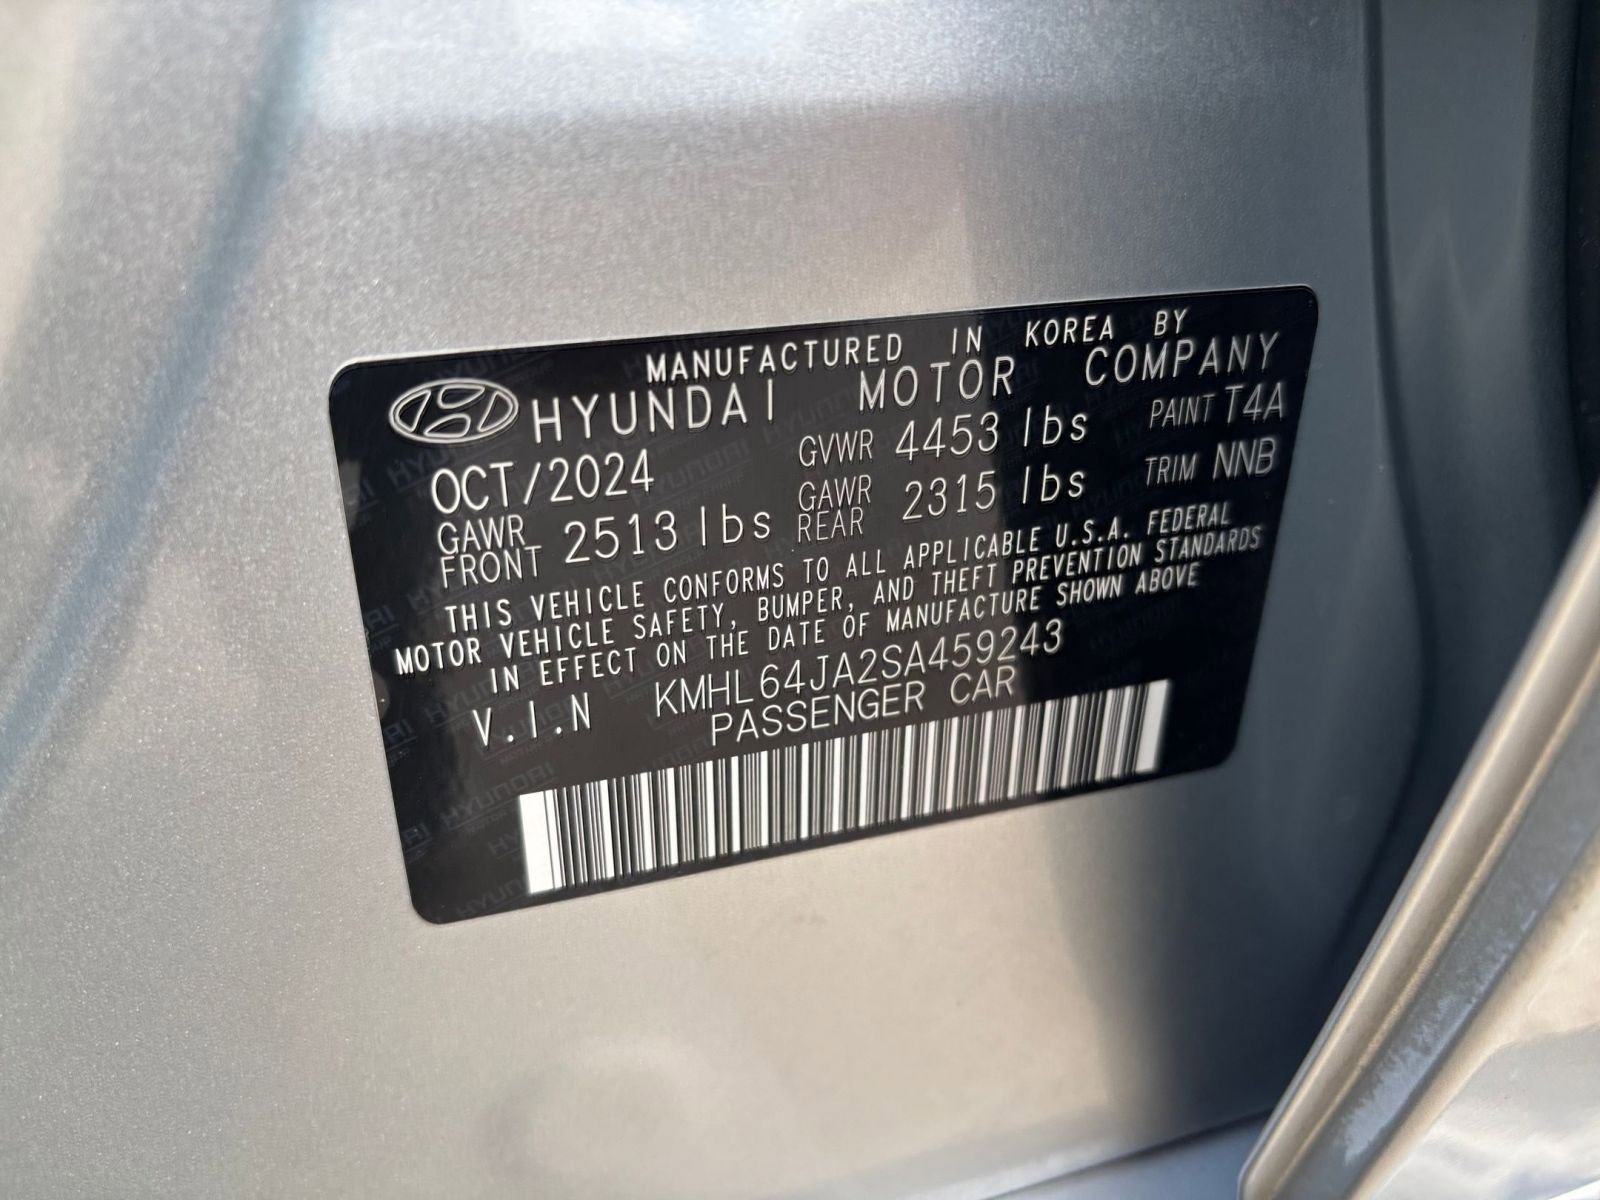 MANUFACTURED IN KOREA BY
HYUNDAI MOTOR COMPANY
OCT/2024 GVWR 4453 lbs PAINT T4A
GAWR FRONT 2513 lbs GAWR REAR 2315 lbs TRIM NNB
THIS VEHICLE CONFORMS TO ALL APPLICABLE U.S.A. FEDERAL
MOTOR VEHICLE SAFETY, BUMPER, AND THEFT PREVENTION STANDARDS
IN EFFECT ON THE DATE OF MANUFACTURE SHOWN ABOVE
V.I.N KMHL64JA2SA459243
PASSENGER CAR